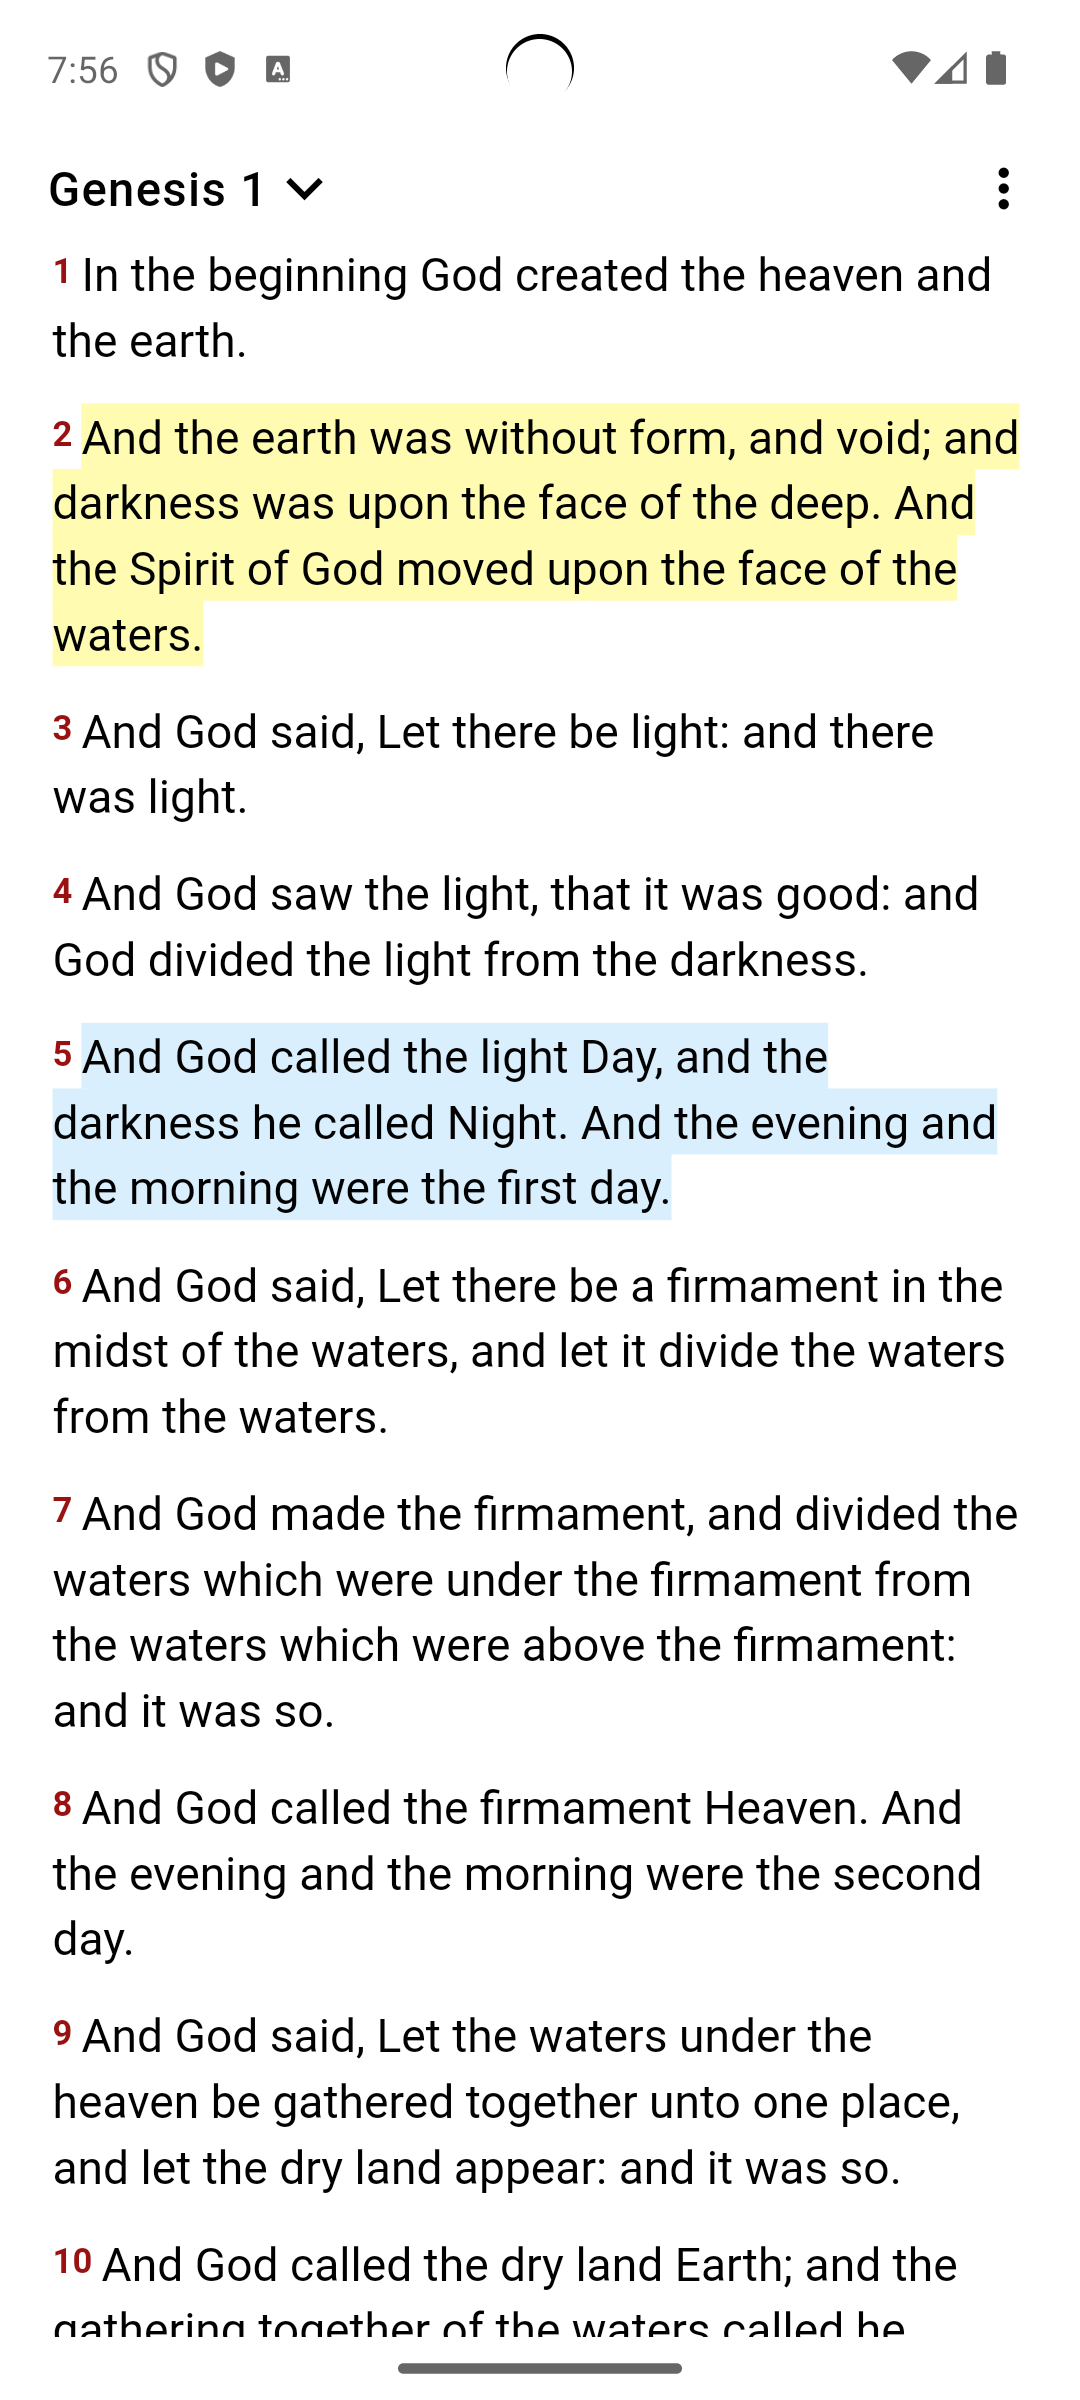 7:56
Genesis 1
1 In the beginning God created the heaven and
the earth.
2 And the earth was without form, and void; and
darkness was upon the face of the deep. And
the Spirit of God moved upon the face of the
waters.
3 And God said, Let there be light: and there
was light.
4 And God saw the light, that it was good: and
God divided the light from the darkness.
5 And God called the light Day, and the
darkness he called Night. And the evening and
the morning were the first day.
6 And God said, Let there be a firmament in the
midst of the waters, and let it divide the waters
from the waters.
7 And God made the firmament, and divided the
waters which were under the firmament from
the waters which were above the firmament:
and it was so.
8 And God called the firmament Heaven. And
the evening and the morning were the second
day.
9 And God said, Let the waters under the
heaven be gathered together unto one place,
and let the dry land appear: and it was so.
10 And God called the dry land Earth; and the
gathering together of the waters called he